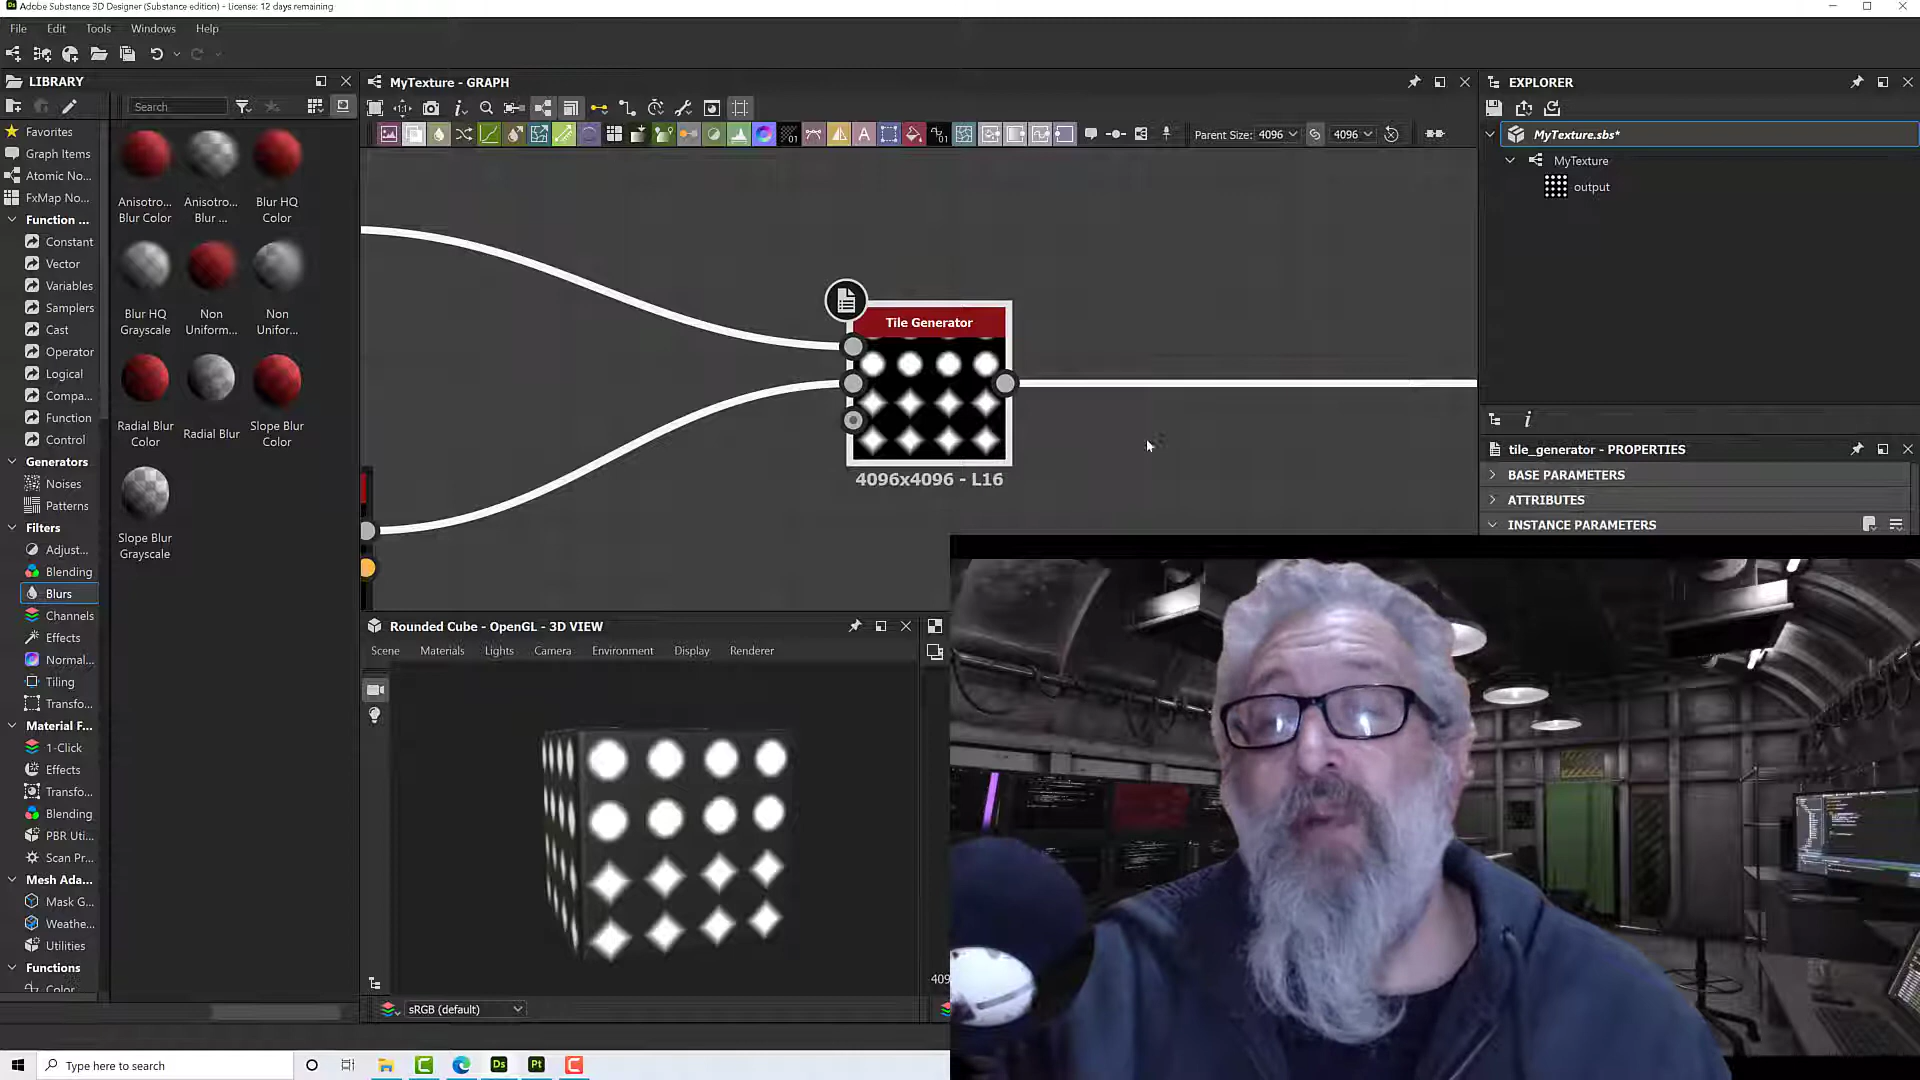 Adobe Substance 3D Designer (Substance edition) - License: 12 days remaining
File Edit Tools Windows Help
LIBRARY
Search
Favorites
Graph Items
Atomic No...
FxMap No...
Function ...
Constant
Vector
Variables
Samplers
Cast
Operator
Logical
Compa...
Function
Control
Generators
Noises
Patterns
Filters
Adjust...
Blending
Blurs
Channels
Effects
Normal...
Tiling
Transfo...
Material F...
1-Click
Effects
Transfo...
Blending
PBR Uti...
Scan Pr...
Mesh Ada...
Mask G...
Weathe...
Utilities
Functions
Color
Anisotro...
Blur Color
Anisotro...
Blur ...
Blur HQ
Color
Blur HQ
Grayscale
Non
Uniform...
Non
Unifor...
Radial Blur
Color
Radial Blur
Slope Blur
Color
Slope Blur
Grayscale
MyTexture - GRAPH
Parent Size: 4096 4096
Tile Generator
4096x4096 - L16
Rounded Cube - OpenGL - 3D VIEW
Scene Materials Lights Camera Environment Display Renderer
sRGB (default)
409
EXPLORER
MyTexture.sbs*
MyTexture
output
tile_generator - PROPERTIES
BASE PARAMETERS
ATTRIBUTES
INSTANCE PARAMETERS
Type here to search
Ds
Pt